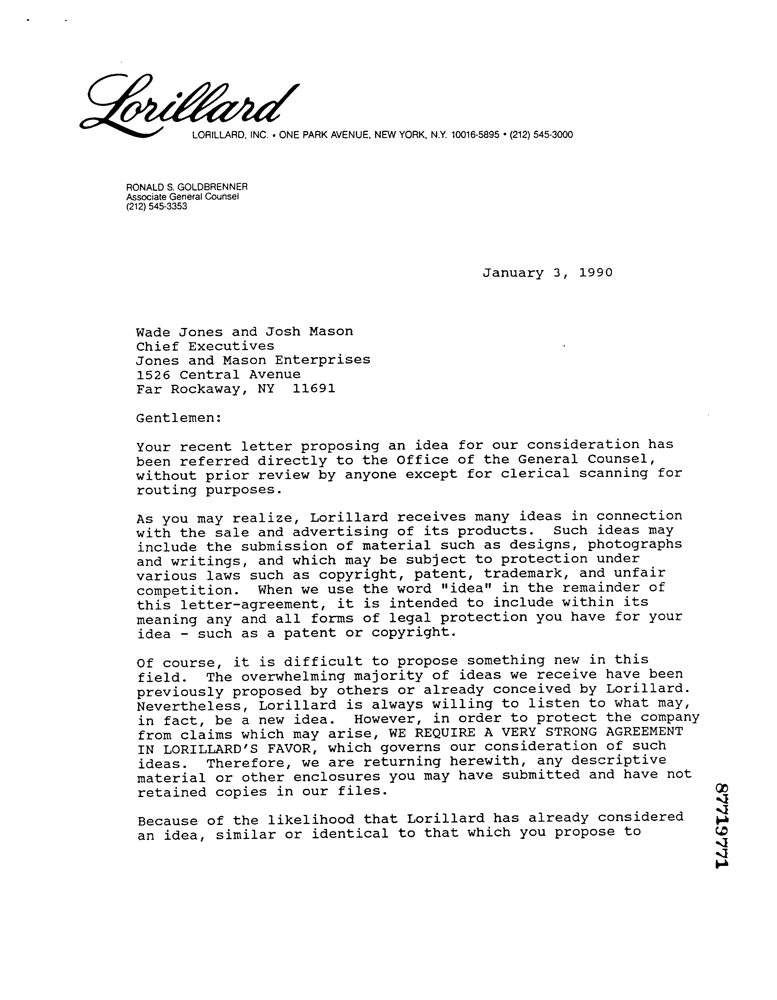 Lorillard
LORILLARD, INC. • ONE PARK AVENUE, NEW YORK, N.Y. 10016-5895 • (212) 545-3000
RONALD S. GOLDBRENNER
Associate General Counsel
(212) 545-3353
January 3, 1990
Wade Jones and Josh Mason
Chief Executives
Jones and Mason Enterprises
1526 Central Avenue
Far Rockaway, NY 11691
Gentlemen:
Your recent letter proposing an idea for our consideration has
been referred directly to the Office of the General Counsel,
without prior review by anyone except for clerical scanning for
routing purposes.
As you may realize, Lorillard receives many ideas in connection
with the sale and advertising of its products. Such ideas may
include the submission of material such as designs, photographs
and writings, and which may be subject to protection under
various laws such as copyright, patent, trademark, and unfair
competition. When we use the word "idea" in the remainder of
this letter-agreement, it is intended to include within its
meaning any and all forms of legal protection you have for your
idea - such as a patent or copyright.
Of course, it is difficult to propose something new in this
field. The overwhelming majority of ideas we receive have been
previously proposed by others or already conceived by Lorillard.
Nevertheless, Lorillard is always willing to listen to what may,
in fact, be a new idea. However, in order to protect the company
from claims which may arise, WE REQUIRE A VERY STRONG AGREEMENT
IN LORILLARD'S FAVOR, which governs our consideration of such
ideas. Therefore, we are returning herewith, any descriptive
material or other enclosures you may have submitted and have not
retained copies in our files.
Because of the likelihood that Lorillard has already considered
an idea, similar or identical to that which you propose to
87719771